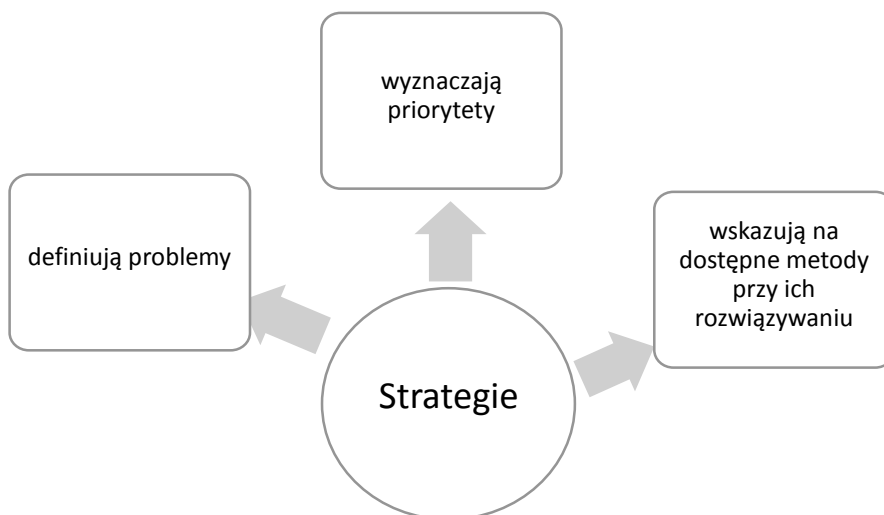 wyznaczają
priorytety
definiują problemy
wskazują na
dostępne metody
przy ich
rozwiązywaniu
Strategie